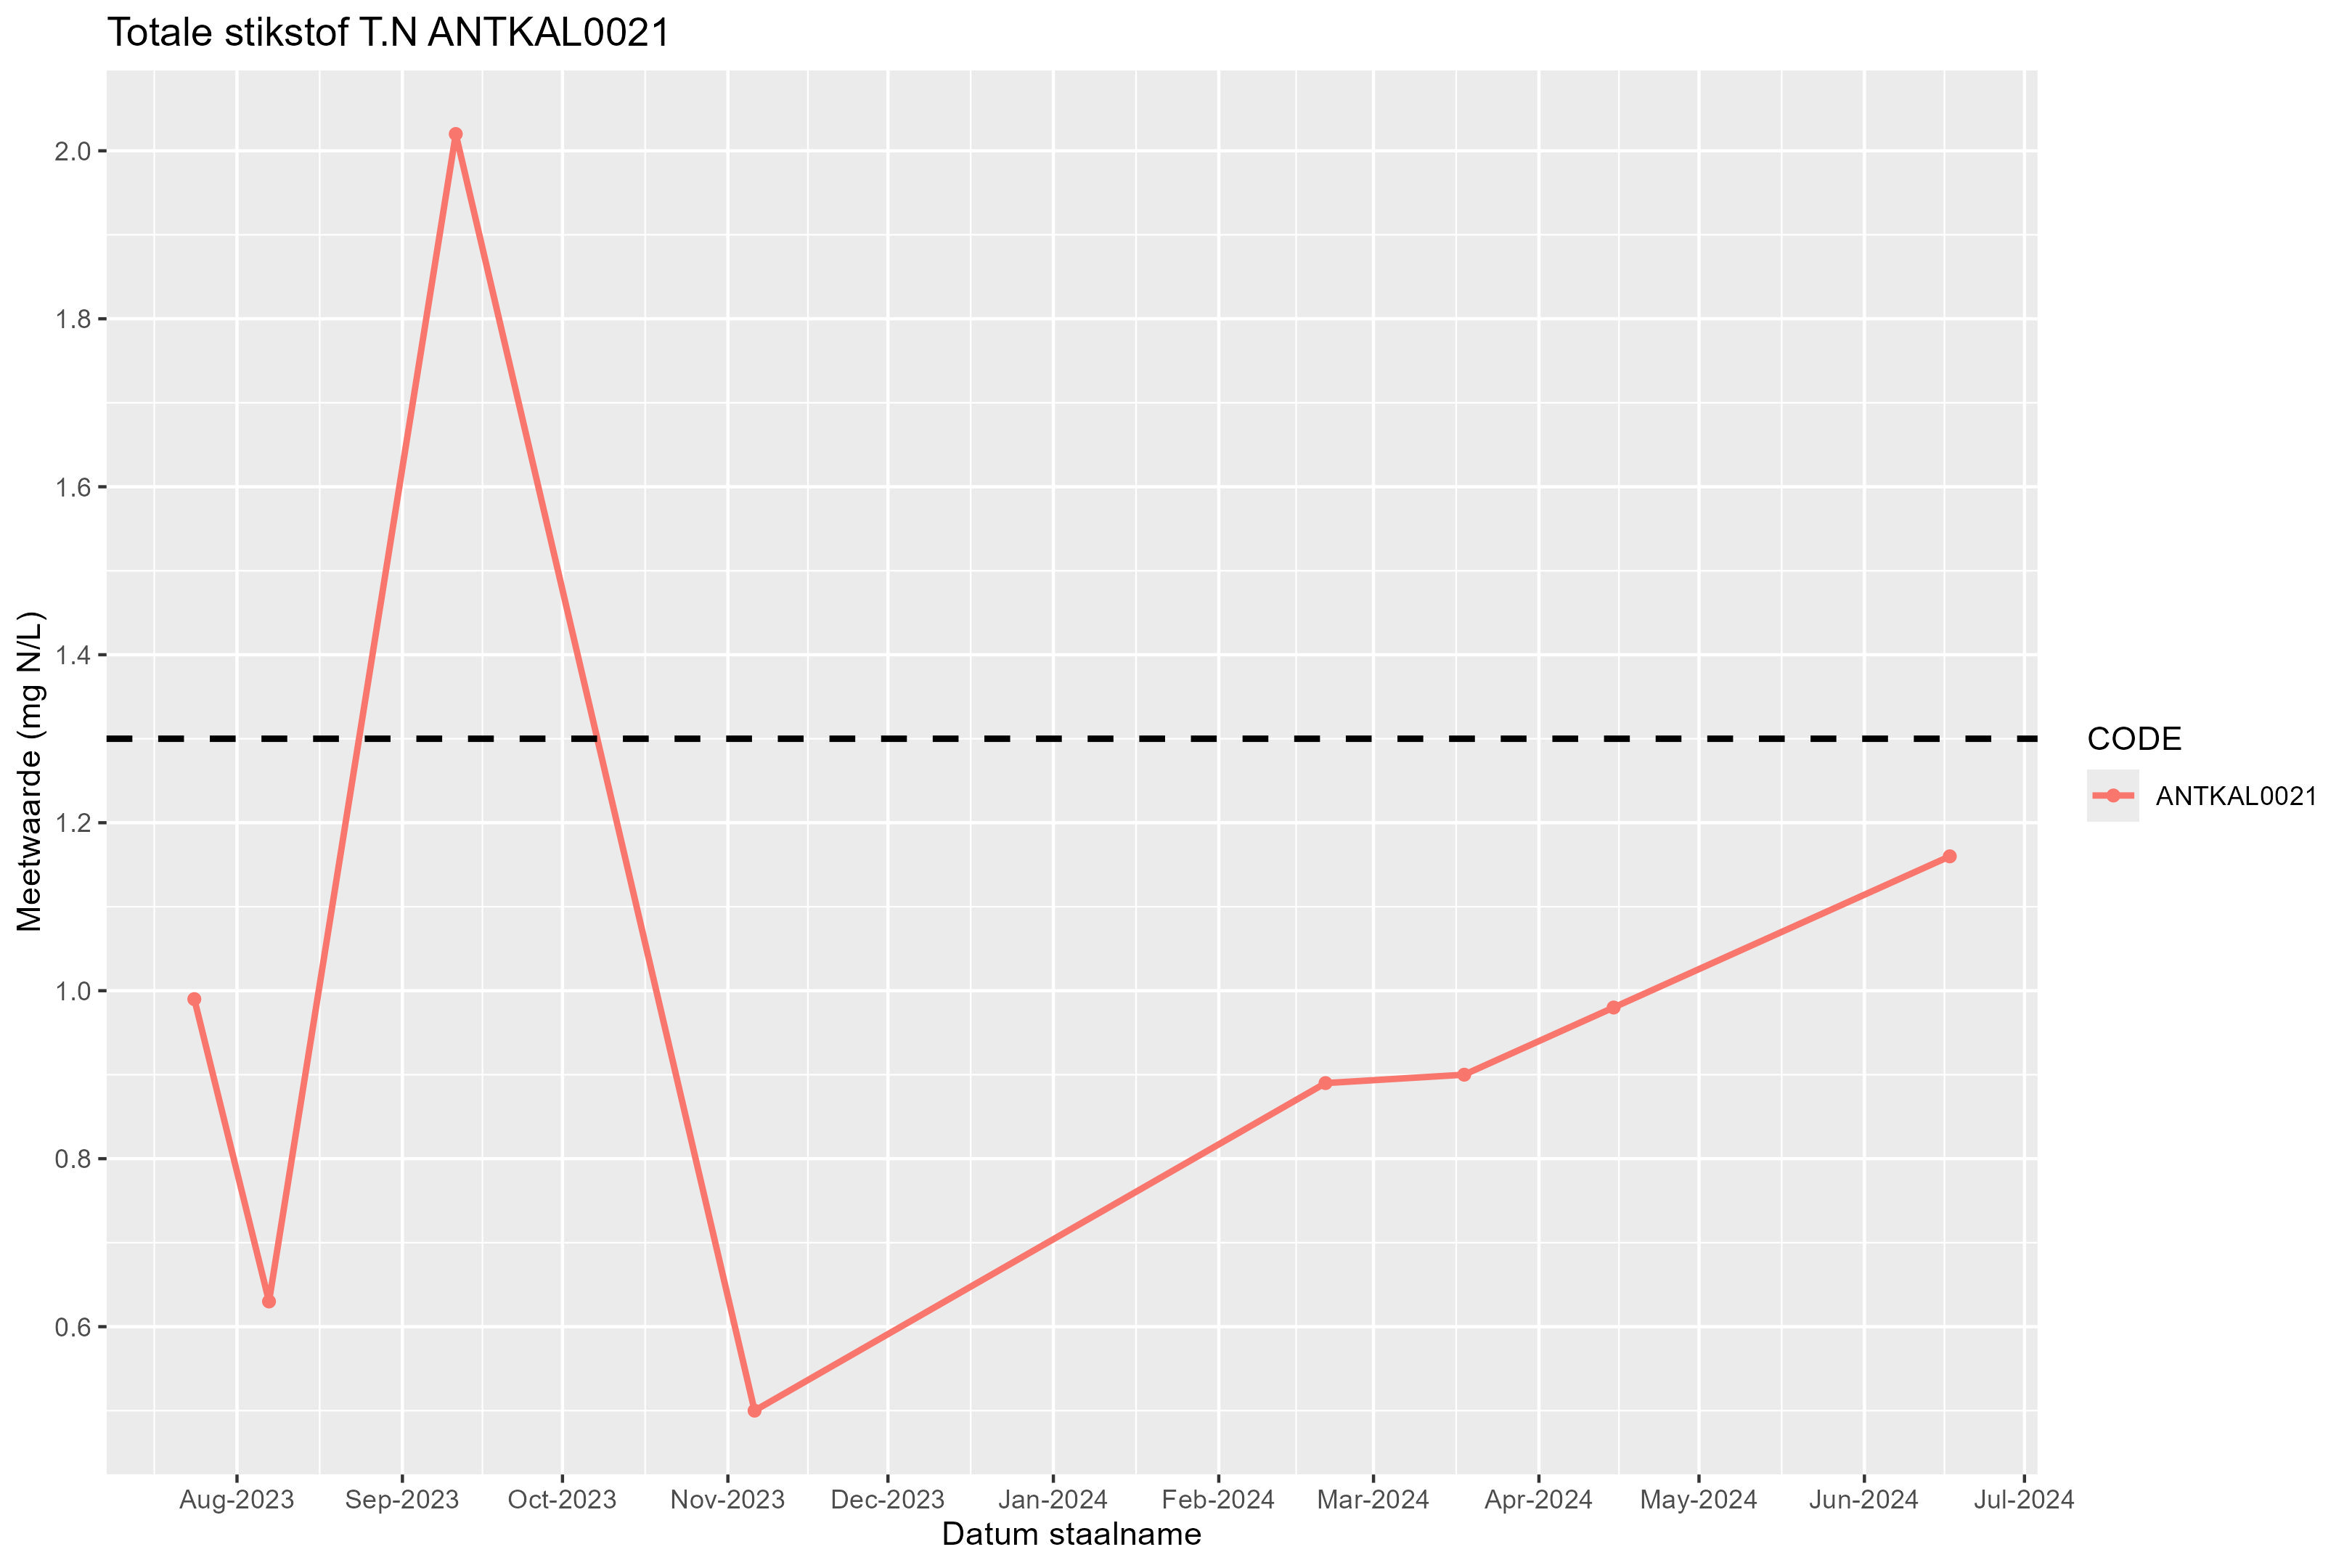 Totale stikstof T.N ANTKAL0021
Meetwaarde (mg N/L)
2.0
1.8
1.6
1.4
1.2
1.0
0.8
0.6
Aug-2023 Sep-2023 Oct-2023 Nov-2023 Dec-2023 Jan-2024 Feb-2024 Mar-2024 Apr-2024 May-2024 Jun-2024 Jul-2024
Datum staalname
CODE
ANTKAL0021